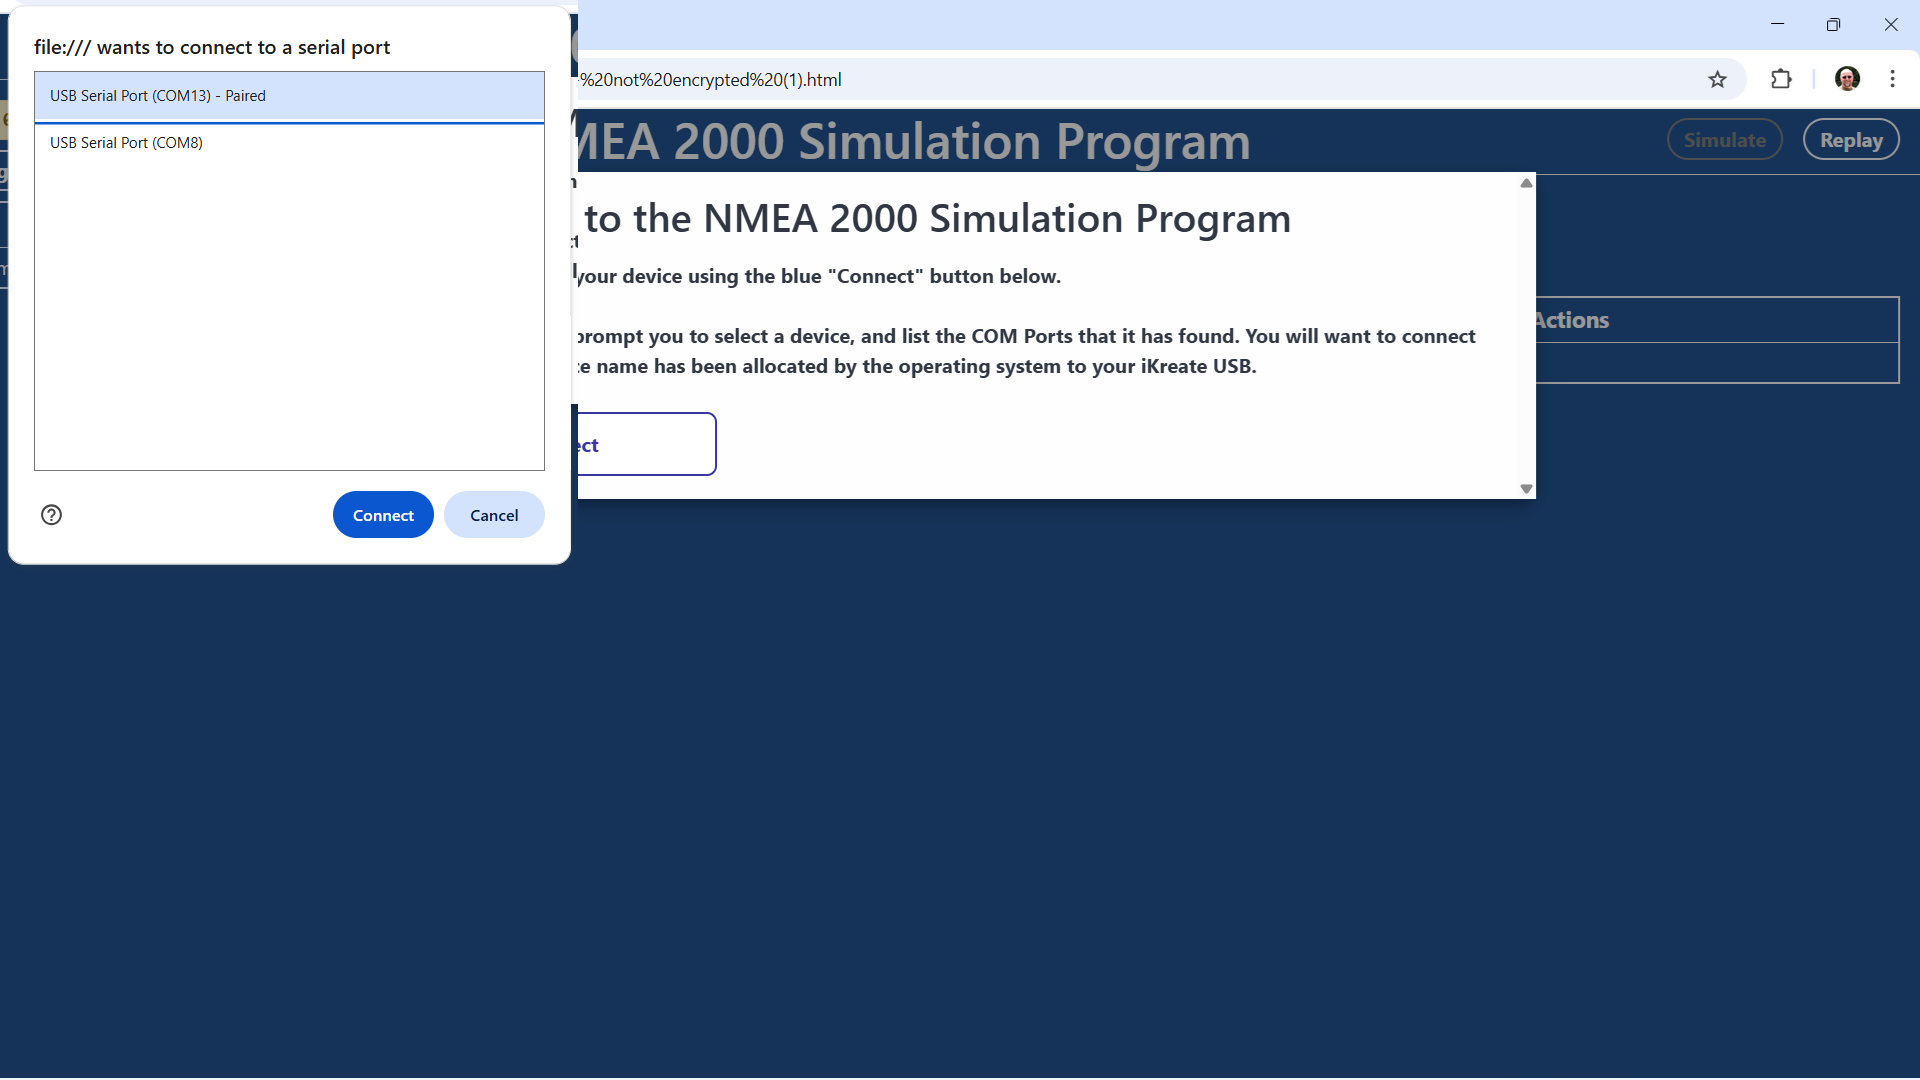 file:/// wants to connect to a serial port
USB Serial Port (COM13) - Paired
USB Serial Port (COM8)
Connect
Cancel
%20not%20encrypted%20(1).html
MEA 2000 Simulation Program
Simulate
Replay
to the NMEA 2000 Simulation Program
your device using the blue "Connect" button below.
prompt you to select a device, and list the COM Ports that it has found. You will want to connect
name has been allocated by the operating system to your iKreate USB.
ect
Actions